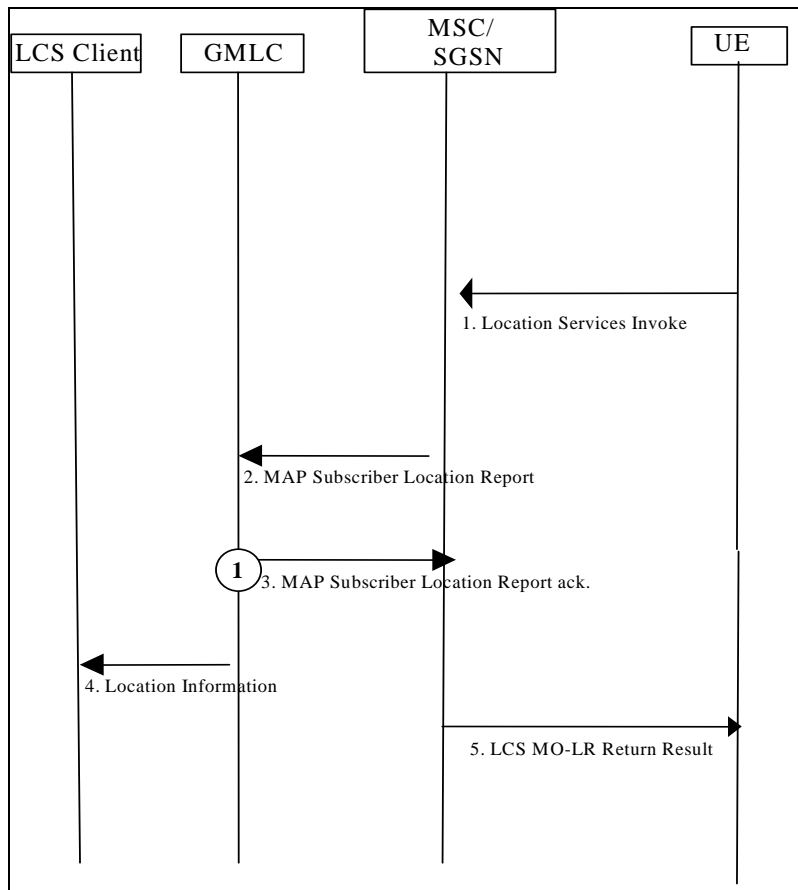 LCS Client
GMLC
MSC/
SGSN
UE
1. Location Services Invoke
2. MAP Subscriber Location Report
1
3. MAP Subscriber Location Report ack.
4. Location Information
5. LCS MO-LR Return Result